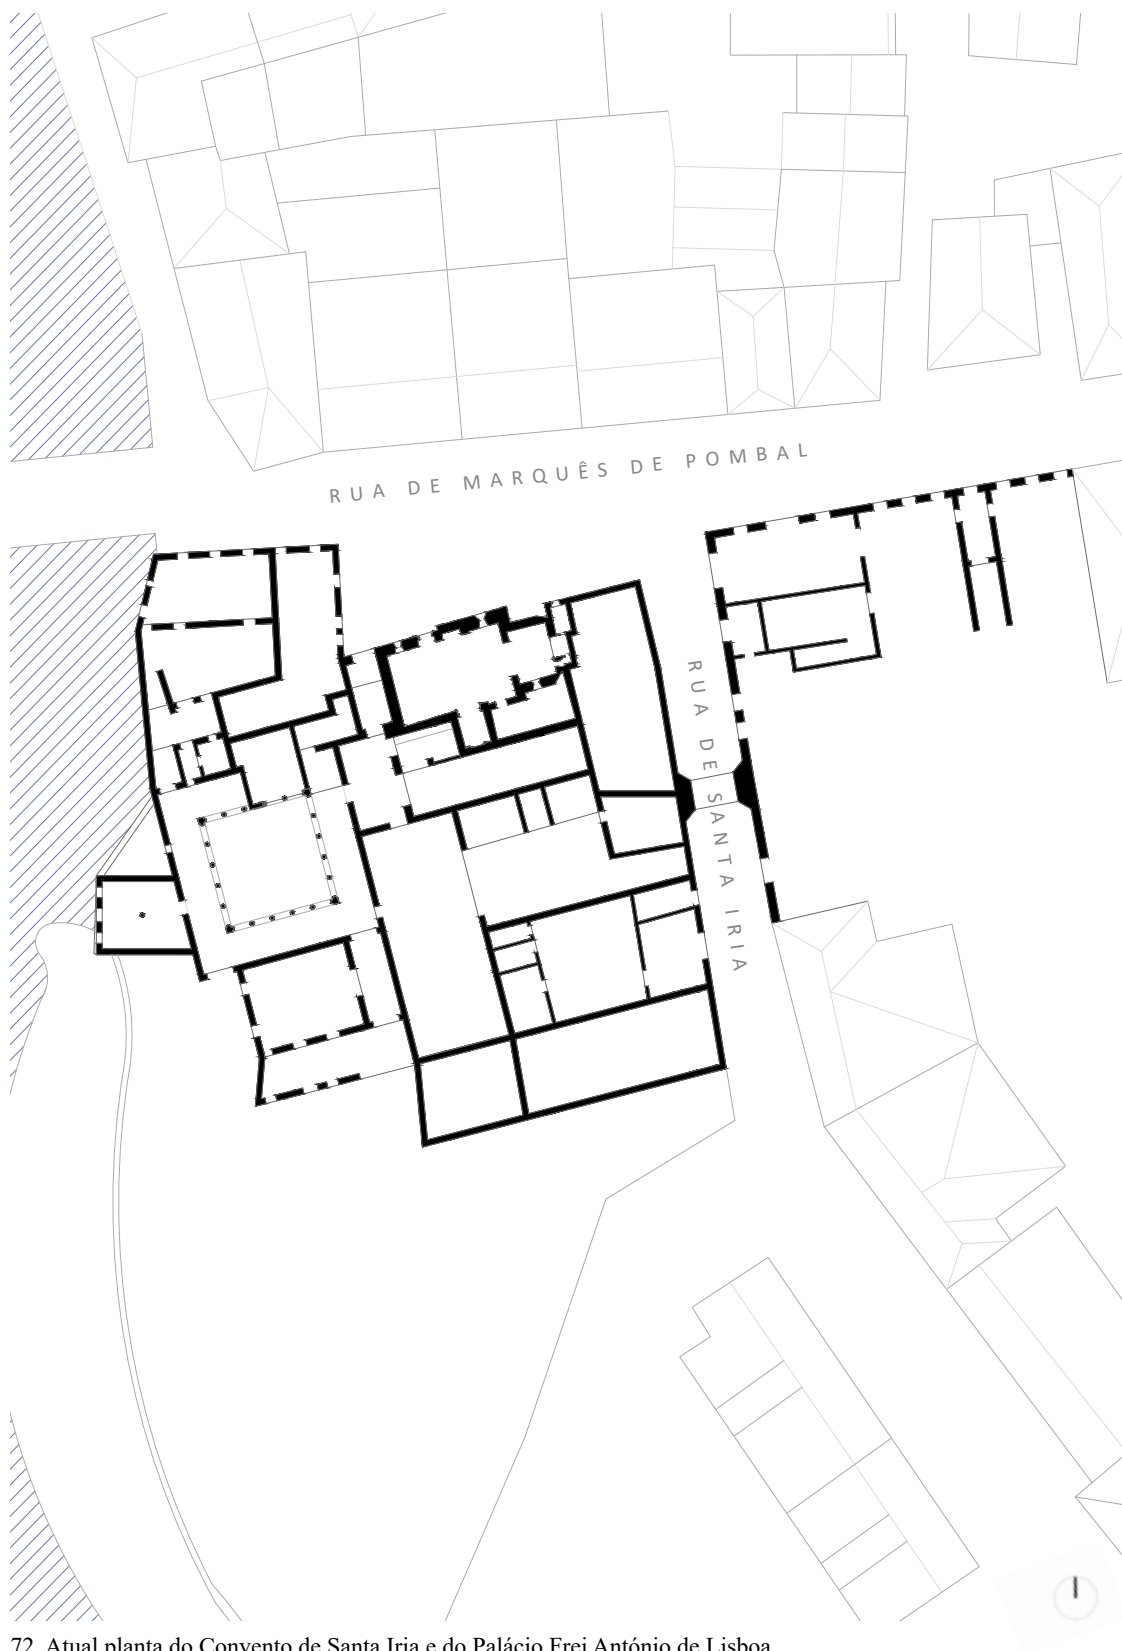 RUA DE MARQUÊS DE POMBAL
RUA DE SANTA IRIA
72. Atual planta do Convento de Santa Iria e do Palácio Frei António de Lisboa